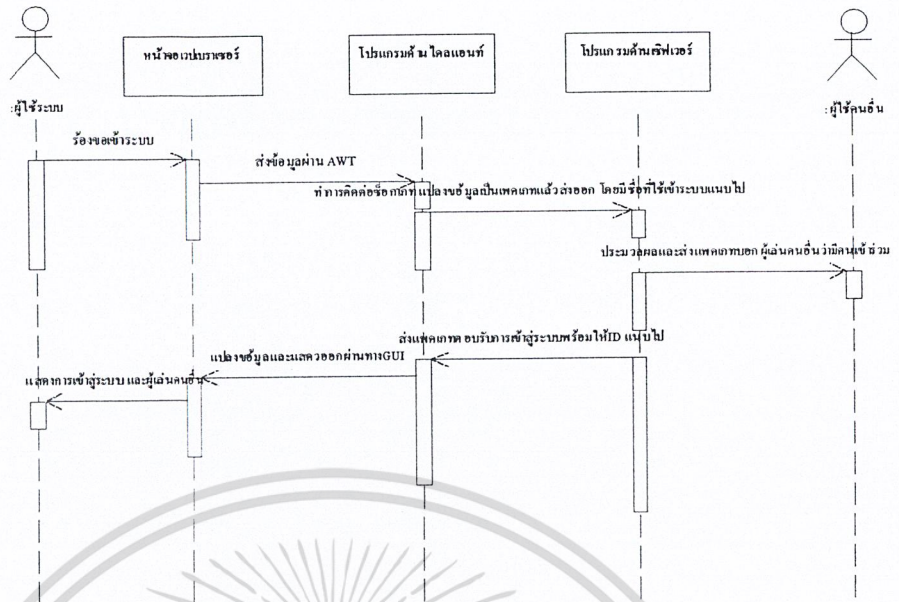 หน้าจอเวปเบราเซอร์
โปรแกรมด้านไคลแอนท์
โปรแกรมด้านเซิฟเวอร์
:ผู้ใช้ระบบ
:ผู้ใช้คนอื่น
ร้องขอเข้าระบบ
ส่งข้อมูลผ่าน AWT
ทำการติดต่อซ็อกเก็ท แปลงข้อมูลเป็นแพคเกทแล้วส่งออก โดยมีชื่อที่ใช้เข้าระบบแนบไป
ประมวลผลและส่งแพคเกทบอก ผู้เล่นคนอื่นว่ามีคนเข้าร่วม
ส่งแพคเกทตอบรับการเข้าสู่ระบบพร้อมให้ID แนบไป
แปลงข้อมูลและแสดงออกผ่านทางGUI
แสดงการเข้าสู่ระบบ และผู้เล่นคนอื่น